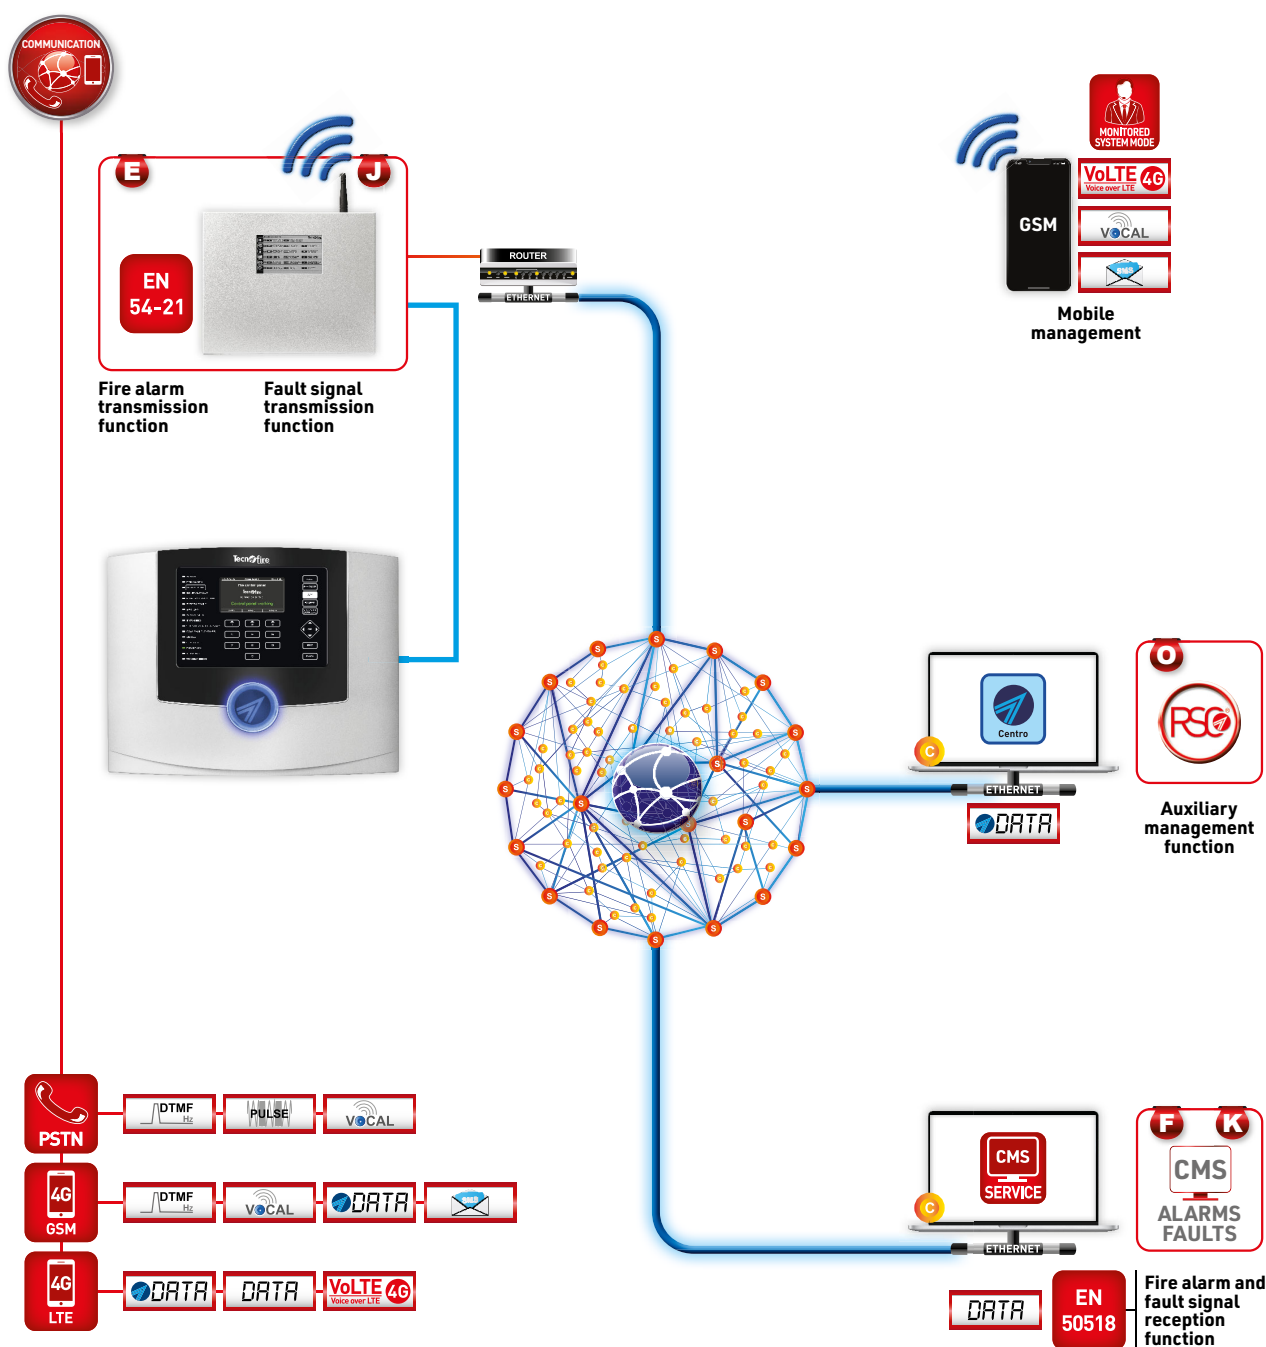 COMMUNICATION
E
J
EN
54-21
Fire alarm
transmission
function
Fault signal
transmission
function
ROUTER
ETHERNET
MONITORED
SYSTEM MODE
GSM
VoLTE 4G
Voice over LTE
VOCAL
SMS
Mobile
management
Tecnofire
Centro
C
ETHERNET
DATA
O
RSC
Auxiliary
management
function
PSTN
DTMF
Hz
PULSE
VOCAL
4G
GSM
DTMF
Hz
VOCAL
DATA
SMS
4G
LTE
DATA
DATA
VoLTE 4G
Voice over LTE
CMS
SERVICE
C
ETHERNET
F
K
CMS
ALARMS
FAULTS
DATA
EN
50518
Fire alarm and
fault signal
reception
function